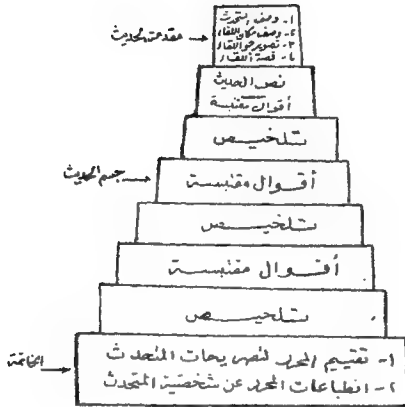 ١- وصف المتحدث
٢- وصف مكان اللقاء
٣- تصوير جو اللقاء
٤- قصة اللقاء
مقدمة الحديث
نص الحديث
أقوال مقتبسة
تلخيص
أقوال مقتبسة
جسم الحديث
تلخيص
أقوال مقتبسة
تلخيص
١- تقييم المحرر لتصريحات المتحدث
٢- انطباعات المحرر عن شخصية المتحدث
الخاتمة